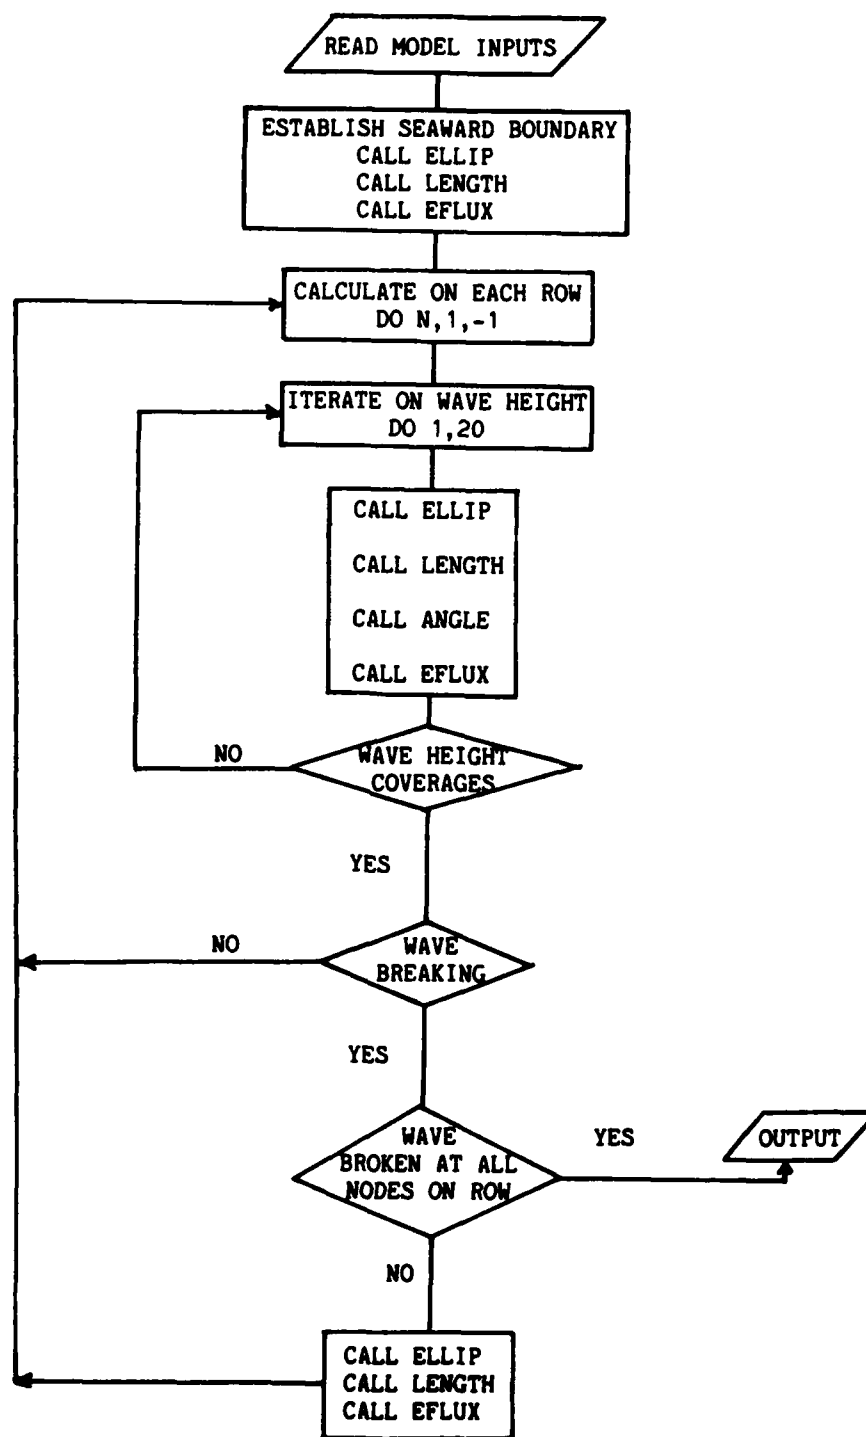 READ MODEL INPUTS
ESTABLISH SEAWARD BOUNDARY
CALL ELLIP
CALL LENGTH
CALL EFLUX
CALCULATE ON EACH ROW
DO N,1,-1
ITERATE ON WAVE HEIGHT
DO 1,20
CALL ELLIP
CALL LENGTH
CALL ANGLE
CALL EFLUX
NO
WAVE HEIGHT
COVERAGES
YES
NO
WAVE
BREAKING
YES
WAVE
BROKEN AT ALL
NODES ON ROW
YES
OUTPUT
NO
CALL ELLIP
CALL LENGTH
CALL EFLUX